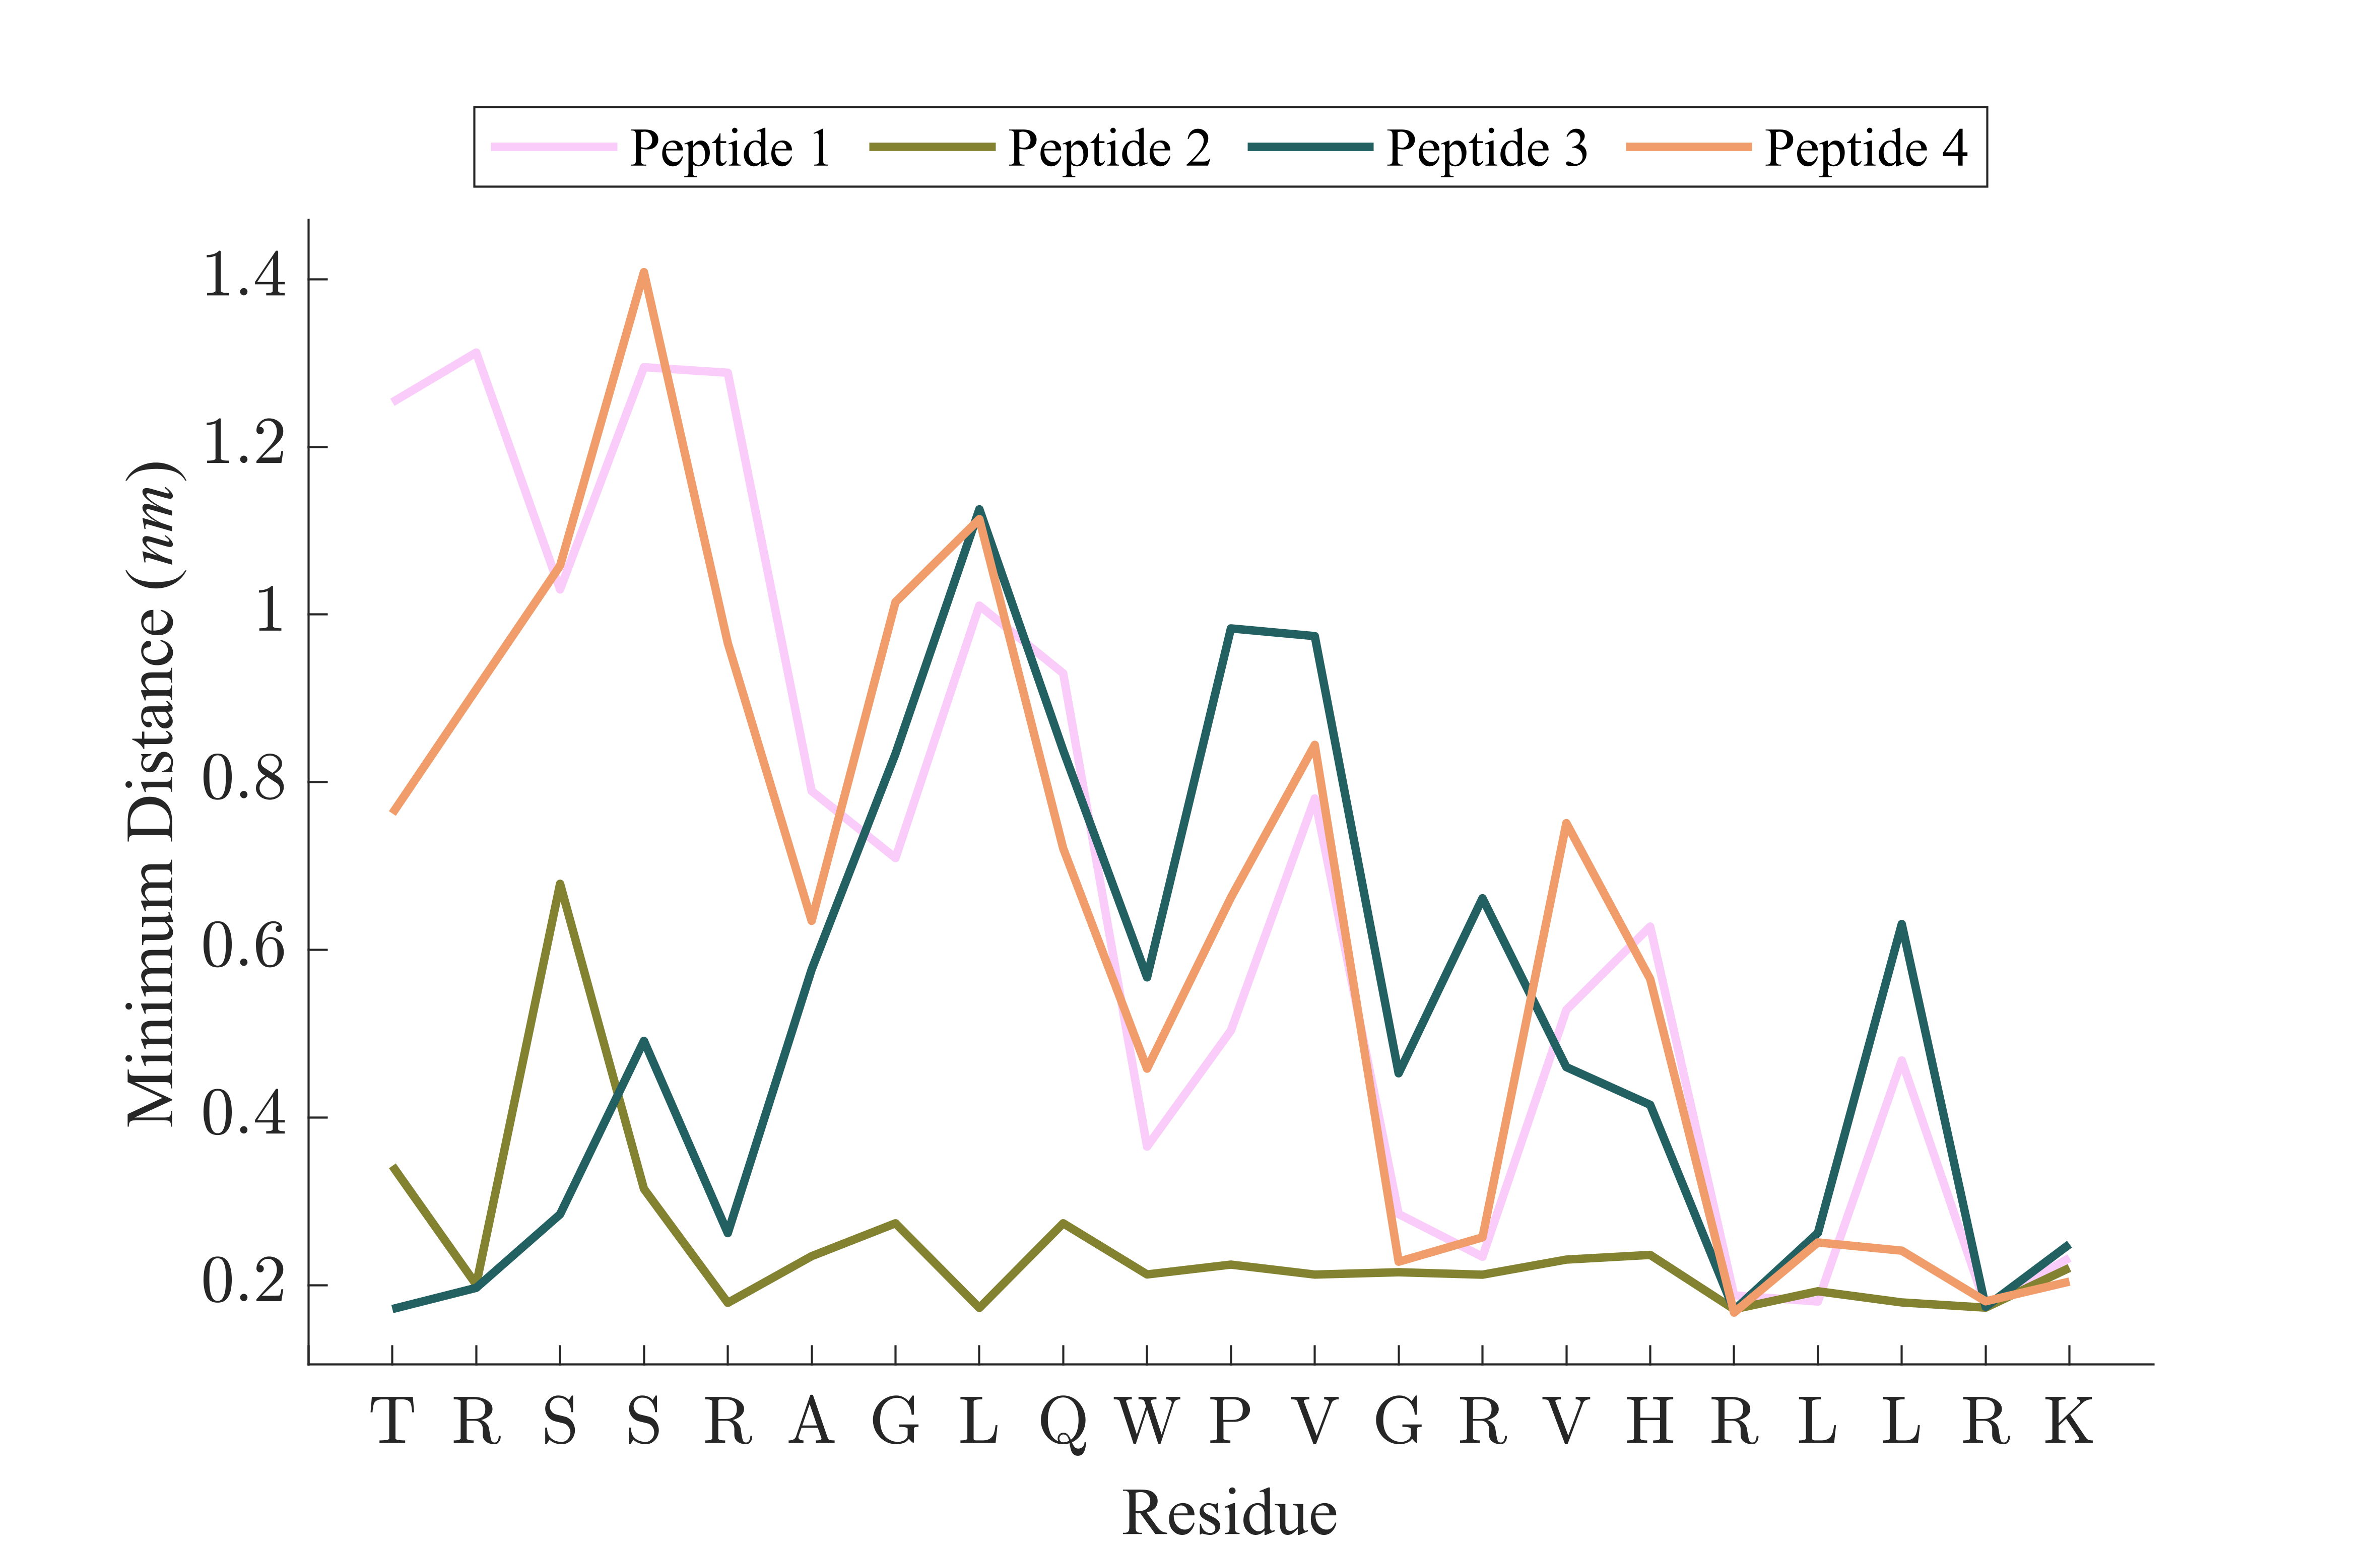 Peptide 1 Peptide 2 Peptide 3 Peptide 4
1.4
1.2
1
0.8
0.6
0.4
0.2
Minimum Distance (nm)
T R S S R A G L Q W P V G R V H R L L R K
Residue